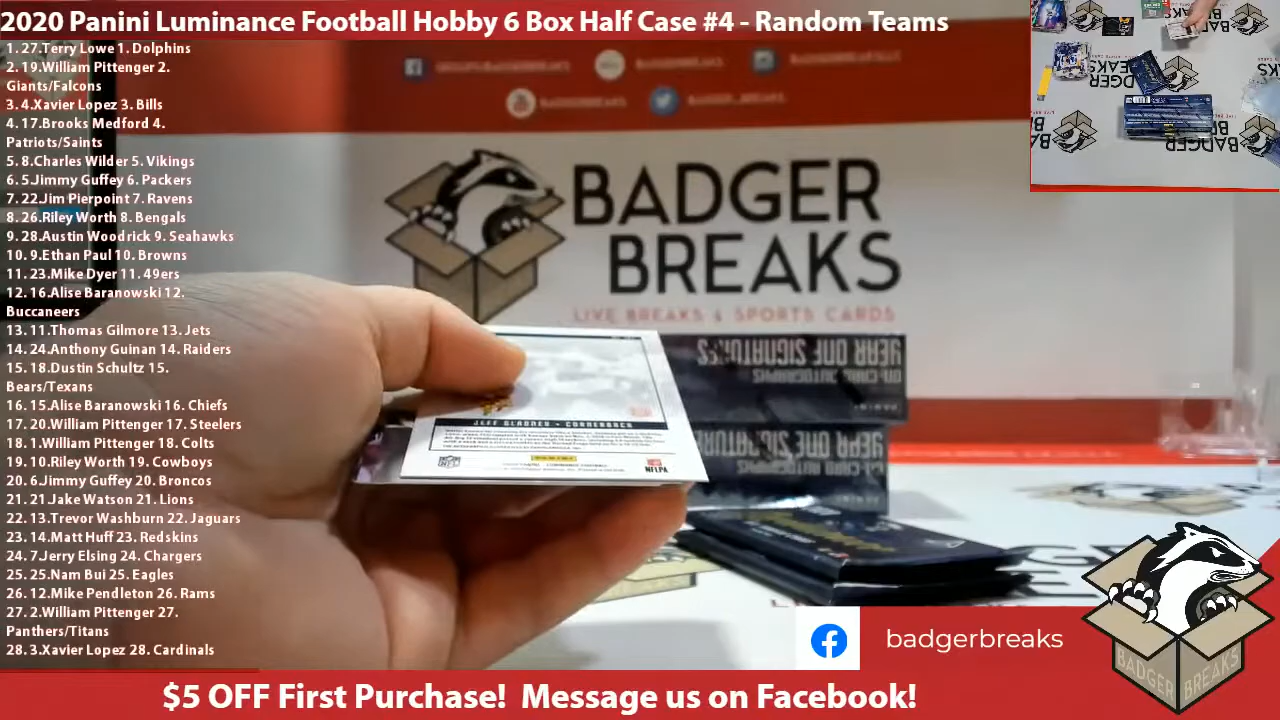 2020 Panini Luminance Football Hobby 6 Box Half Case #4 - Random Teams
1. 27.Terry Lowe 1. Dolphins
2. 19.William Pittenger 2.
Giants/Falcons
3. 4.Xavier Lopez 3. Bills
4. 17.Brooks Medford 4.
Patriots/Saints
5. 8.Charles Wilder 5. Vikings
6. 5.Jimmy Guffey 6. Packers
7. 22.Jim Pierpoint 7. Ravens
8. 26.Riley Worth 8. Bengals
9. 28.Austin Woodrick 9. Seahawks
10. 9.Ethan Paul 10. Browns
11. 23.Mike Dyer 11. 49ers
12. 16.Alise Baranowski 12.
Buccaneers
13. 11.Thomas Gilmore 13. Jets
14. 24.Anthony Guinan 14. Raiders
15. 18.Dustin Schultz 15.
Bears/Texans
16. 15.Alise Baranowski 16. Chiefs
17. 20.William Pittenger 17. Steelers
18. 1.William Pittenger 18. Colts
19. 10.Riley Worth 19. Cowboys
20. 6.Jimmy Guffey 20. Broncos
21. 21 Jake Watson 21. Lions
22. 13.Trevor Washburn 22. Jaguars
23. 14.Matt Huff 23. Redskins
24. 7.Jerry Elsing 24. Chargers
25. 25.Nam Bui 25. Eagles
26. 12.Mike Pendleton 26. Rams
27. 2.William Pittenger 27.
Panthers/Titans
28. 3.Xavier Lopez 28. Cardinals
BADGER
BREAKS
LIVE BREAKS & SPORTS CARDS
YEAR ONE SIGNATURES
ON-CARD AUTOGRAPHS
YEAR ONE SIGNATURES
JEFF GLADNEY • CORNERBACK
NFLPA
badgerbreaks
BADGER
BREAKS
$5 OFF First Purchase! Message us on Facebook!